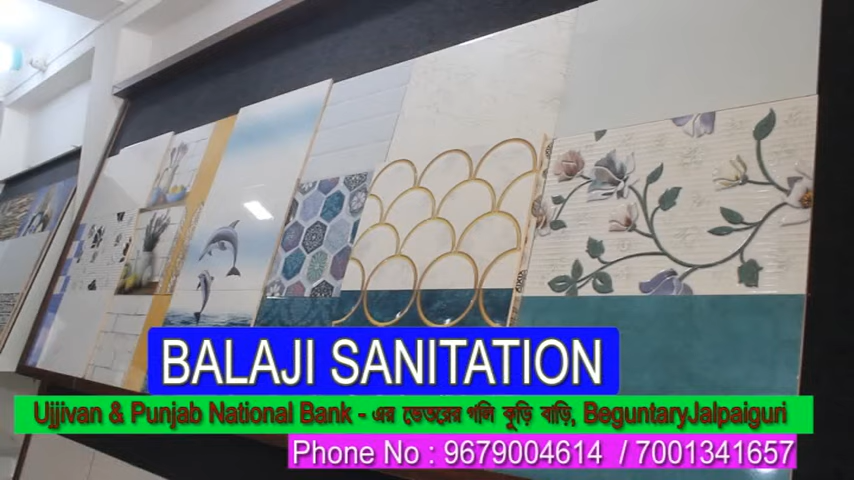 BALAJI SANITATION
Ujjivan & Punjab National Bank - এর ভেতরের গলি কুড়ি বাড়ি, BeguntaryJalpaiguri
Phone No : 9679004614 / 7001341657